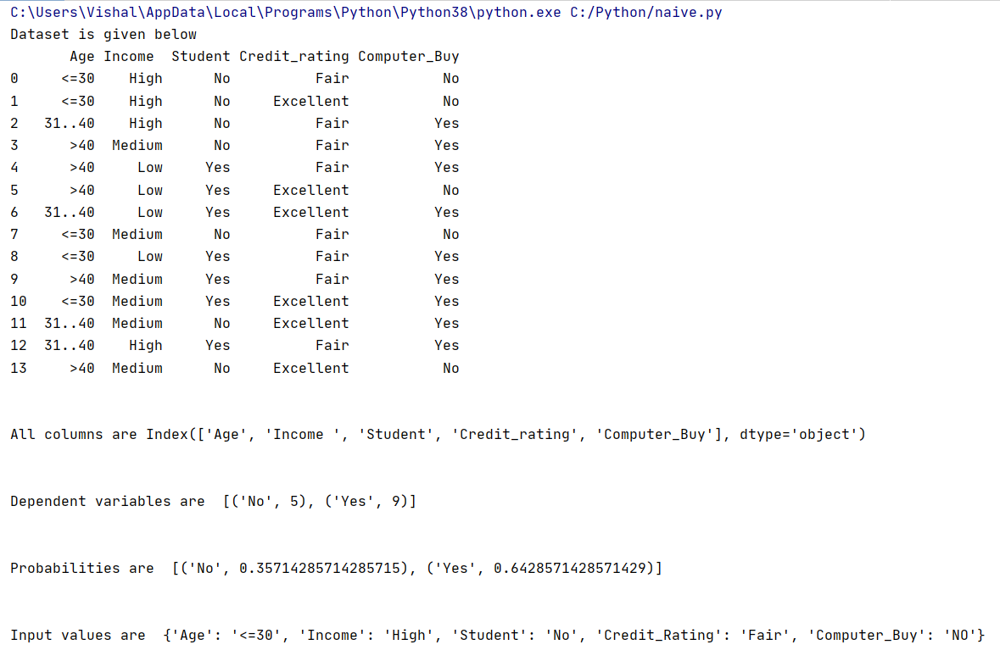 C:\Users\Vishal\AppData\Local\Programs\Python\Python38\python.exe C:/Python/naive.py
Dataset is given below
Age Income  Student Credit_rating Computer_Buy
0 <=30 High No Fair No
1 <=30 High No Excellent No
2 31..40 High No Fair Yes
3 >40 Medium No Fair Yes
4 >40 Low Yes Fair Yes
5 >40 Low Yes Excellent No
6 31..40 Low Yes Excellent Yes
7 <=30 Medium No Fair No
8 <=30 Low Yes Fair Yes
9 >40 Medium Yes Fair Yes
10 <=30 Medium Yes Excellent Yes
11 31..40 Medium No Excellent Yes
12 31..40 High Yes Fair Yes
13 >40 Medium No Excellent No
All columns are Index(['Age', 'Income ', 'Student', 'Credit_rating', 'Computer_Buy'], dtype='object')
Dependent variables are  [('No', 5), ('Yes', 9)]
Probabilities are  [('No', 0.35714285714285715), ('Yes', 0.6428571428571429)]
Input values are  {'Age': '<=30', 'Income': 'High', 'Student': 'No', 'Credit_Rating': 'Fair', 'Computer_Buy': 'NO'}